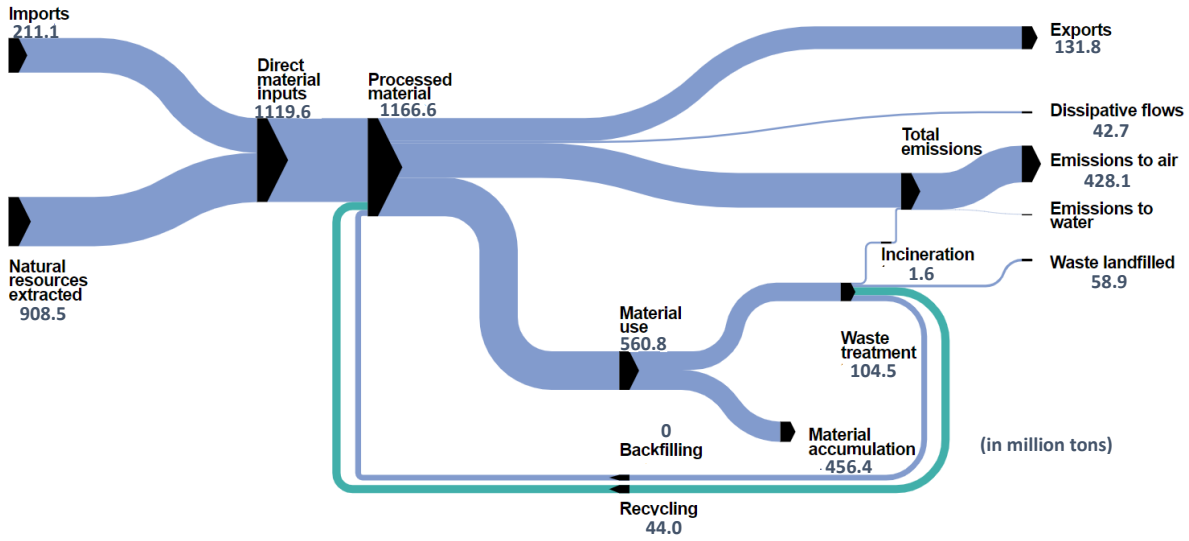 Imports
211.1
Direct
material
inputs
1119.6
Processed
material
1166.6
Exports
131.8
Dissipative flows
42.7
Total
emissions
Emissions to air
428.1
Emissions to
water
Natural
resources
extracted
908.5
Incineration
1.6
Waste landfilled
58.9
Material
use
560.8
Waste
treatment
104.5
0
Backfilling
Material
accumulation
456.4
(in million tons)
Recycling
44.0